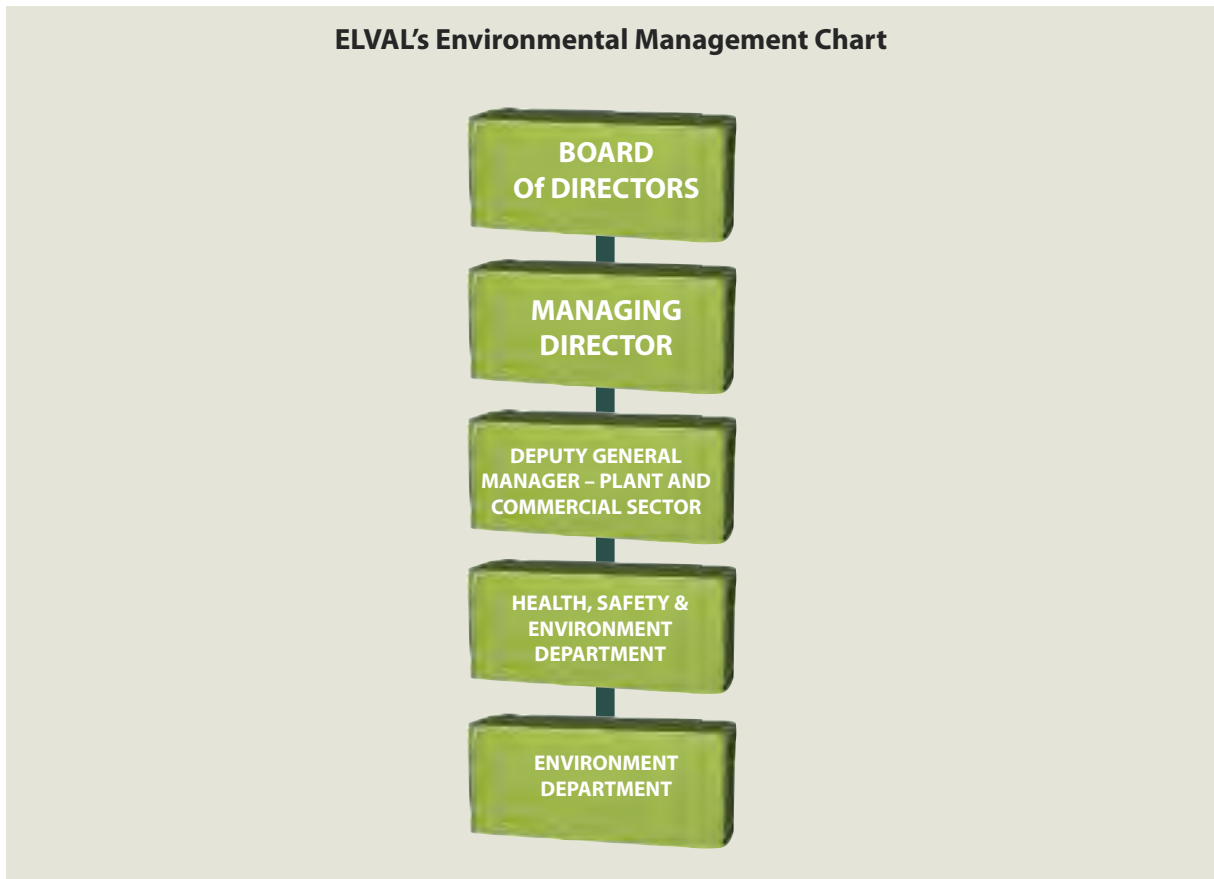 ELVAL’s Environmental Management Chart
BOARD
Of DIRECTORS
MANAGING
DIRECTOR
DEPUTY GENERAL
MANAGER – PLANT AND
COMMERCIAL SECTOR
HEALTH, SAFETY &
ENVIRONMENT
DEPARTMENT
ENVIRONMENT
DEPARTMENT